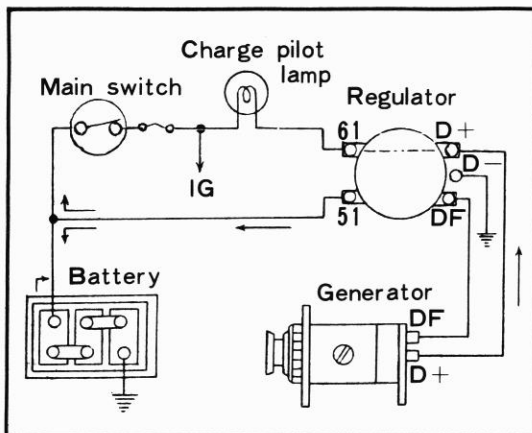 Charge pilot
lamp
Main switch
Regulator
61
D+
D-
IG
51
DF
Battery
Generator
DF
D+